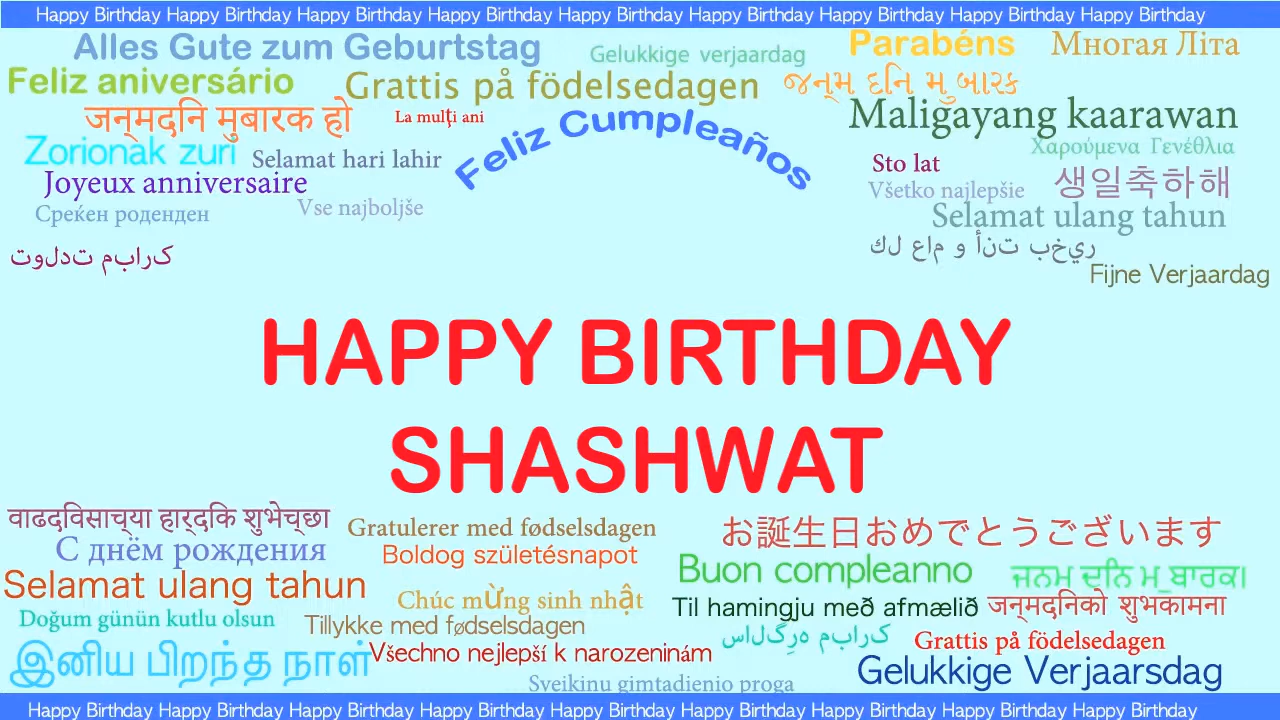 Happy Birthday Happy Birthday Happy Birthday Happy Birthday Happy Birthday Happy Birthday Happy Birthday Happy Birthday Happy Birthday
Alles Gute zum Geburtstag
Gelukkige verjaardag
Parabéns
Многая Літа
Feliz aniversário
Grattis på födelsedagen
જન્મ દિન મુબારક
जन्मदिन मुबारक हो
La mulţi ani
Feliz Cumpleaños
Maligayang kaarawan
Zorionak zuri
Selamat hari lahir
Χαρούμενα Γενέθλια
Sto lat
Joyeux anniversaire
Všetko najlepšie
생일축하해
Среќен роденден
Vse najboljše
Selamat ulang tahun
تولدت مبارک
كل عام و أنت بخير
Fijne Verjaardag
HAPPY BIRTHDAY
SHASHWAT
वाढदिवसाच्या हार्दिक शुभेच्छा
Gratulerer med fødselsdagen
お誕生日おめでとうございます
С днём рождения
Boldog születésnapot
Buon compleanno
ਜਨਮ ਦਿਨ ਮੁਬਾਰਕ।
Selamat ulang tahun
Chúc mừng sinh nhật
Til hamingju með afmælið
जन्मदिनको शुभकामना
Doğum günün kutlu olsun
Tillykke med fødselsdagen
سالگرہ مبارک
Grattis på födelsedagen
இனிய பிறந்த நாள்
Všechno nejlepší k narozeninám
Gelukkige Verjaarsdag
Sveikinu gimtadienio proga
Happy Birthday Happy Birthday Happy Birthday Happy Birthday Happy Birthday Happy Birthday Happy Birthday Happy Birthday Happy Birthday